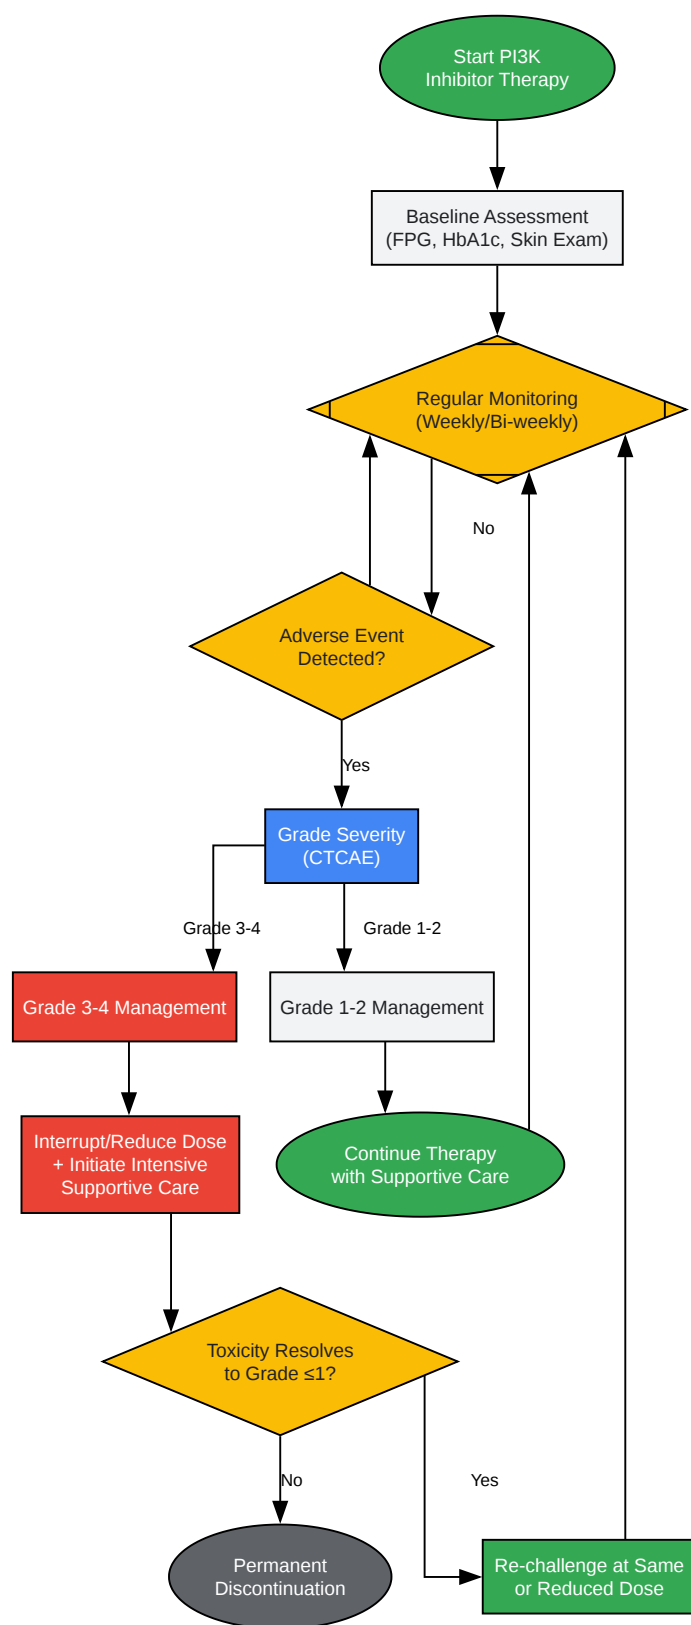 Start PI3K
Inhibitor Therapy
Baseline Assessment
(FPG, HbA1c, Skin Exam)
Regular Monitoring
(Weekly/Bi-weekly)
No
Adverse Event
Detected?
Yes
Grade Severity
(CTCAE)
Grade 3-4
Grade 1-2
Grade 3-4 Management
Grade 1-2 Management
Interrupt/Reduce Dose
+ Initiate Intensive
Supportive Care
Continue Therapy
with Supportive Care
Toxicity Resolves
to Grade ≤1?
No
Yes
Permanent
Discontinuation
Re-challenge at Same
or Reduced Dose